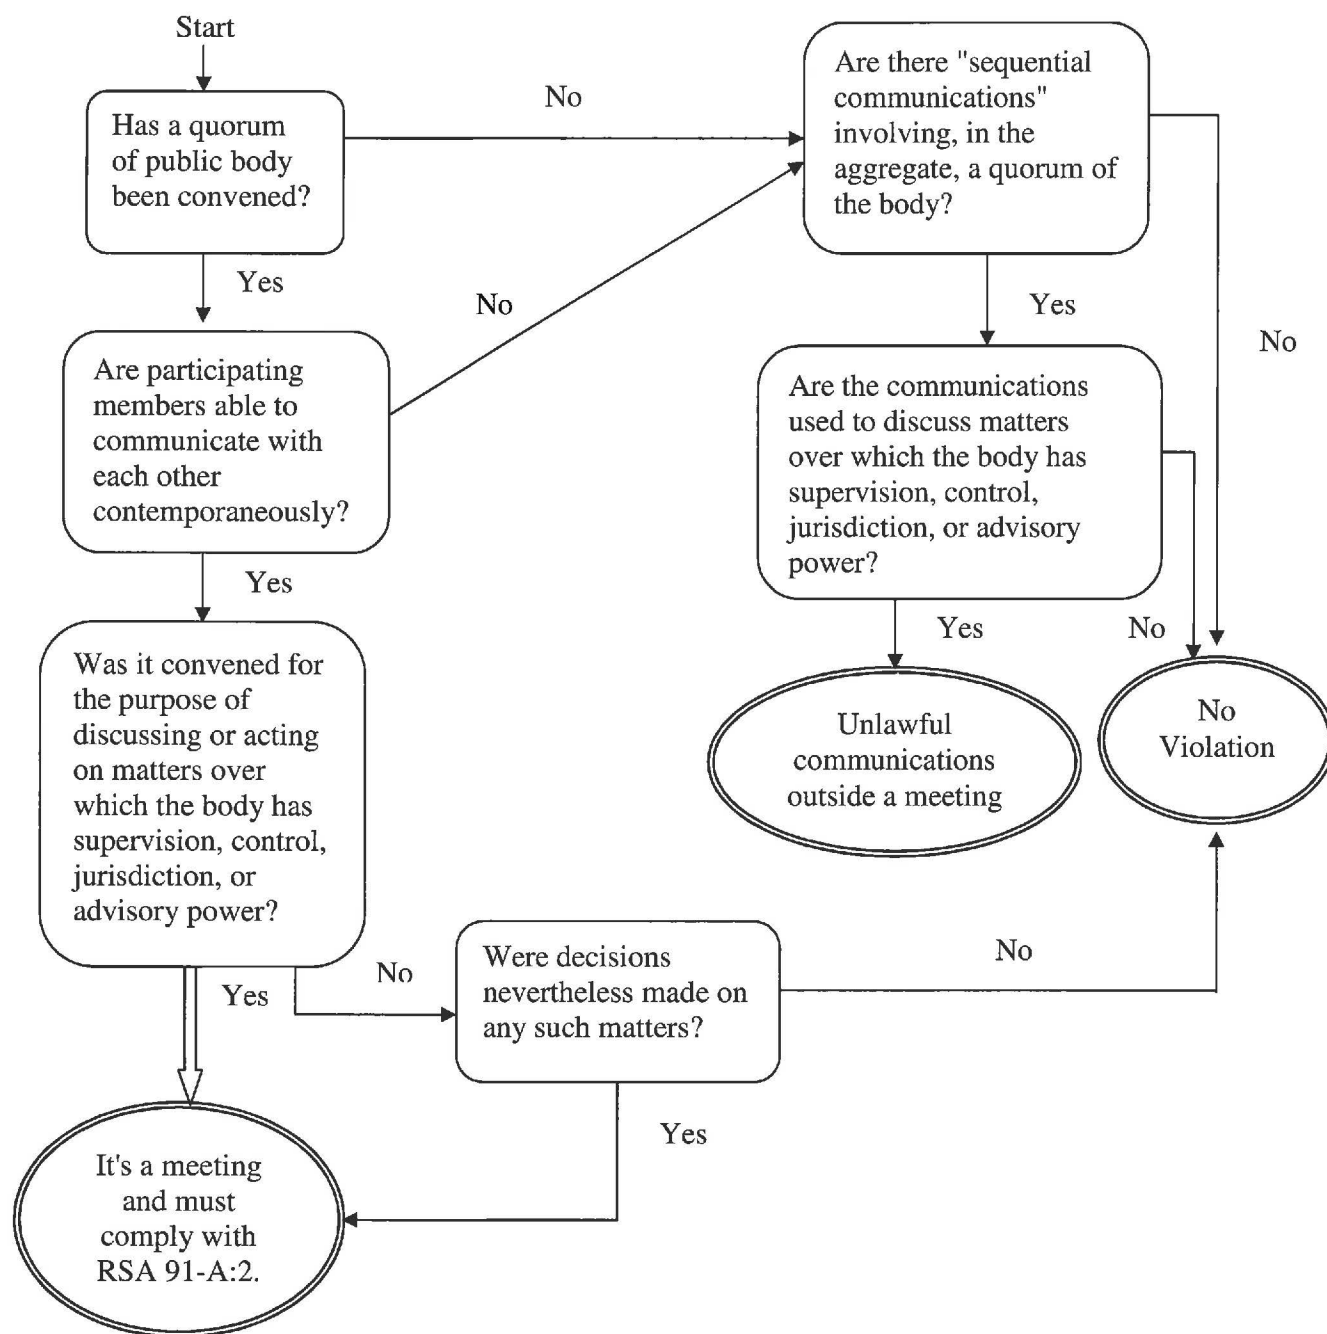 Start
Has a quorum
of public body
been convened?
No
Are there "sequential
communications"
involving, in the
aggregate, a quorum of
the body?
Yes
No
Yes
No
Are participating
members able to
communicate with
each other
contemporaneously?
Are the communications
used to discuss matters
over which the body has
supervision, control,
jurisdiction, or advisory
power?
Yes
Yes
No
Was it convened for
the purpose of
discussing or acting
on matters over
which the body has
supervision, control,
jurisdiction, or
advisory power?
Unlawful
communications
outside a meeting
No
Violation
Yes
No
Were decisions
nevertheless made on
any such matters?
No
Yes
It's a meeting
and must
comply with
RSA 91-A:2.